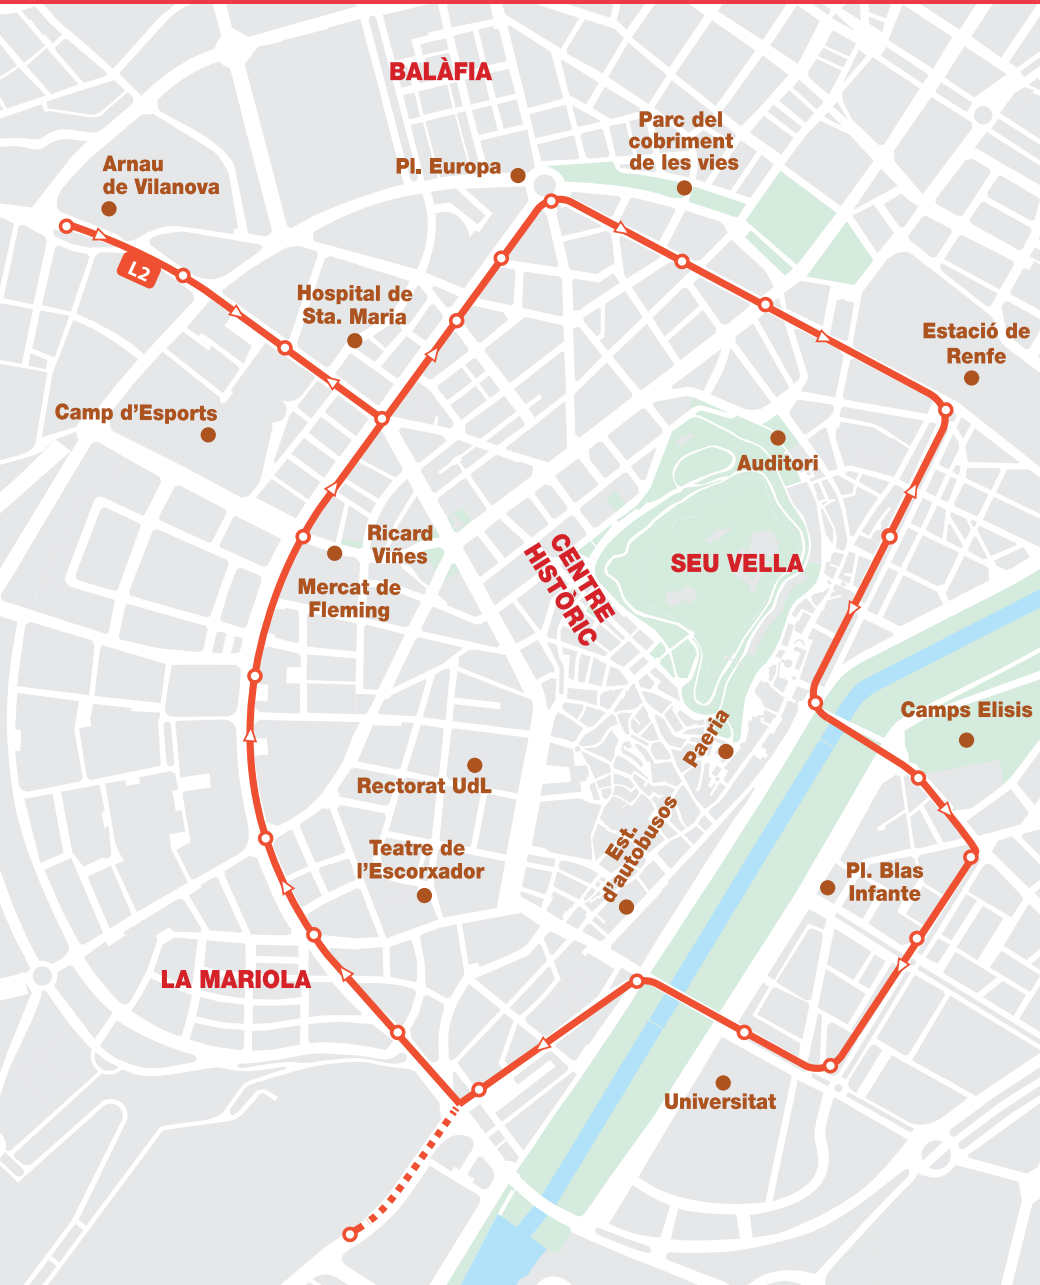 BALÀFIA
Parc del
cobriment
de les vies
Arnau
de Vilanova
Pl. Europa
L2
Hospital de
Sta. Maria
Estació de
Renfe
Camp d'Esports
Auditori
Ricard
Viñes
CENTRE
HISTÒRIC
SEU VELLA
Mercat de
Fleming
Camps Elisis
Paeria
Rectorat UdL
Est.
d'autobusos
Teatre de
l'Escorxador
Pl. Blas
Infante
LA MARIOLA
Universitat